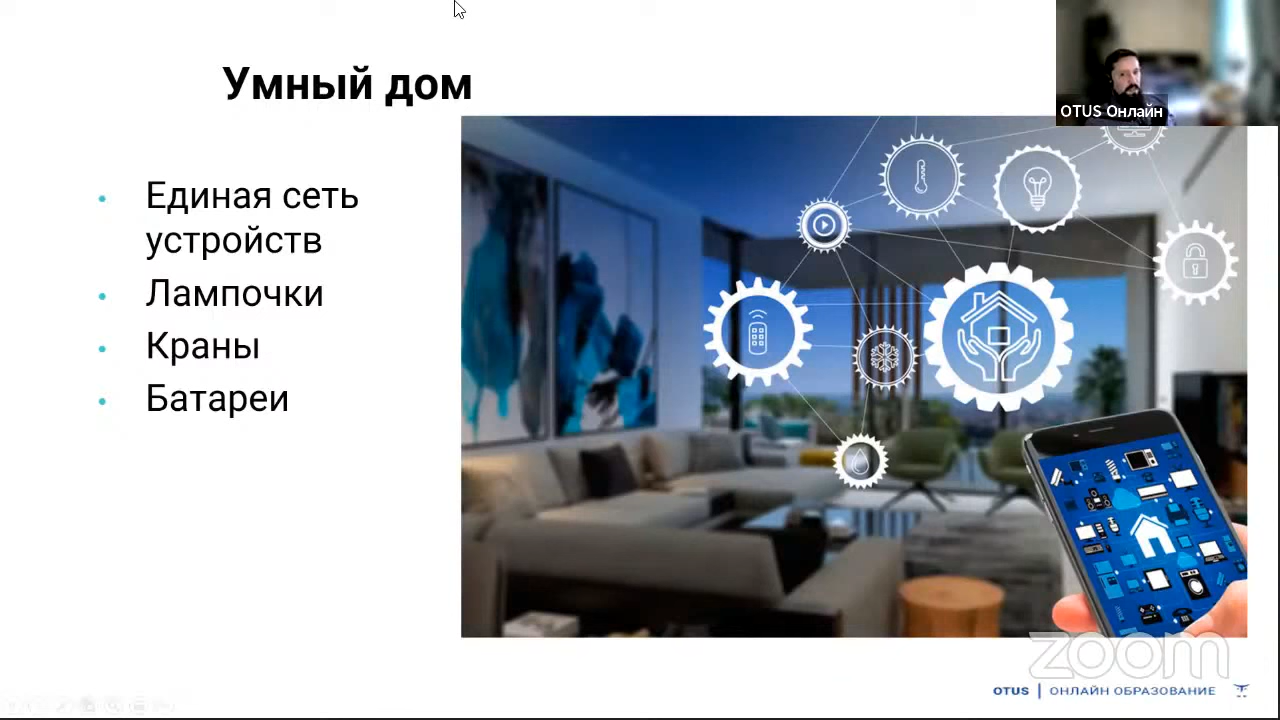 Умный дом
OTUS Онлайн
Единая сеть
устройств
Лампочки
Краны
Батареи
zoom
OTUS | ОНЛАЙН ОБРАЗОВАНИЕ